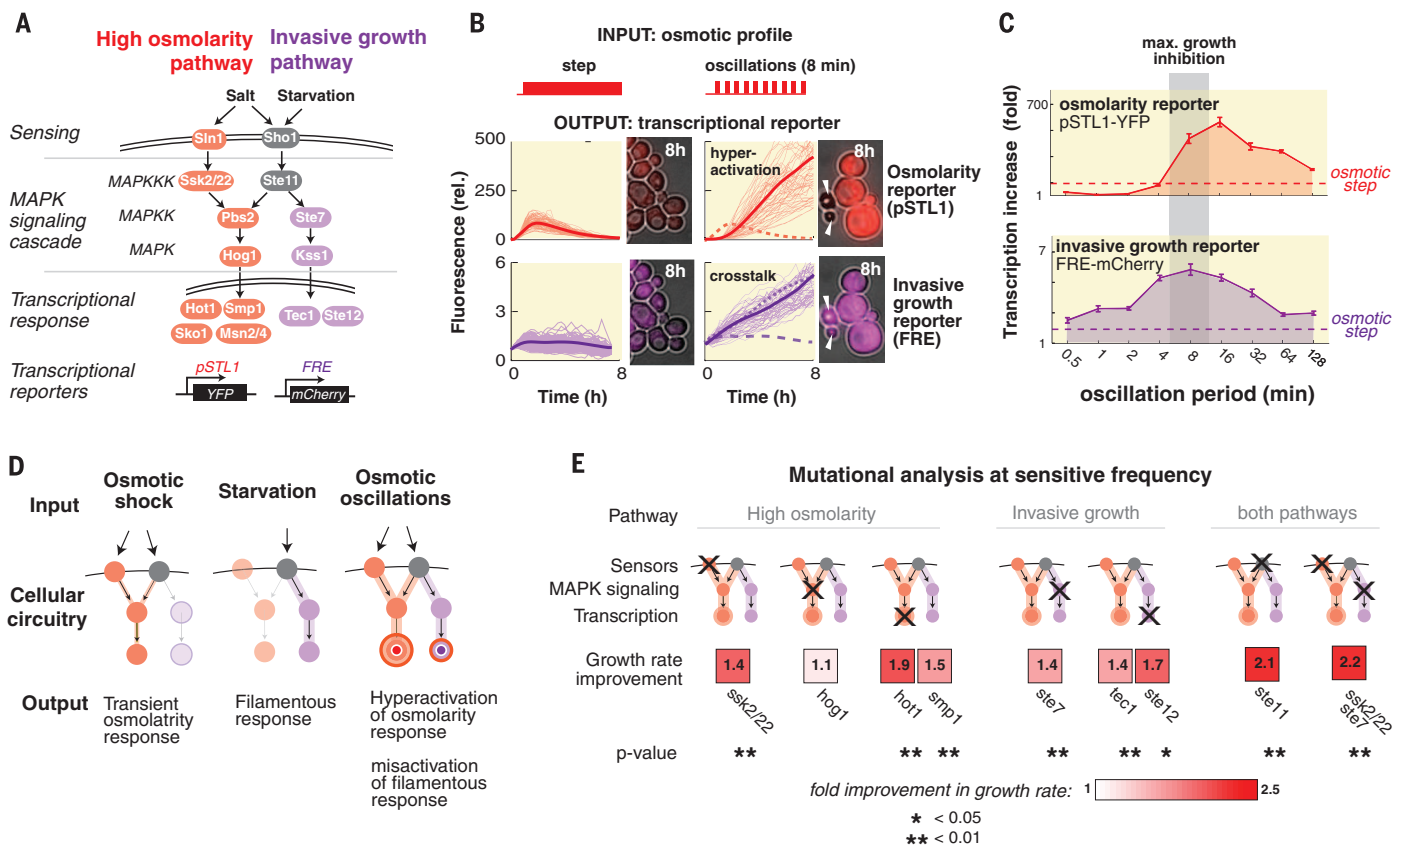 A
High osmolarity pathway
Invasive growth pathway
Salt
Starvation
Sensing
Sln1
Sho1
MAPK signaling cascade
MAPKKK
Ssk2/22
Ste11
MAPKK
Pbs2
Ste7
MAPK
Hog1
Kss1
Transcriptional response
Hot1
Smp1
Sko1
Msn2/4
Tec1
Ste12
Transcriptional reporters
pSTL1
YFP
FRE
mCherry
B
INPUT: osmotic profile
step
oscillations (8 min)
OUTPUT: transcriptional reporter
Fluorescence (rel.)
500
250
0
8h
hyper-
activation
8h
Osmolarity reporter (pSTL1)
6
3
0
8h
crosstalk
8h
Invasive growth reporter (FRE)
0
8
0
8
Time (h)
Time (h)
C
max. growth inhibition
Transcription increase (fold)
700
1
osmolarity reporter
pSTL1-YFP
osmotic step
7
1
invasive growth reporter
FRE-mCherry
osmotic step
0.5
1
2
4
8
16
32
64
128
oscillation period (min)
D
Input
Osmotic shock
Starvation
Osmotic oscillations
Cellular circuitry
Output
Transient osmolatrity response
Filamentous response
Hyperactivation of osmolarity response
misactivation of filamentous response
E
Mutational analysis at sensitive frequency
Pathway
High osmolarity
Invasive growth
both pathways
Sensors
MAPK signaling
Transcription
Growth rate improvement
1.4
1.1
1.9
1.5
1.4
1.4
1.7
2.1
2.2
ssk2/22
hog1
hot1
smp1
ste7
tec1
ste12
ste11
ssk2/22
ste7
p-value
**
**
**
**
**
*
**
**
fold improvement in growth rate:
1
2.5
* < 0.05
** < 0.01